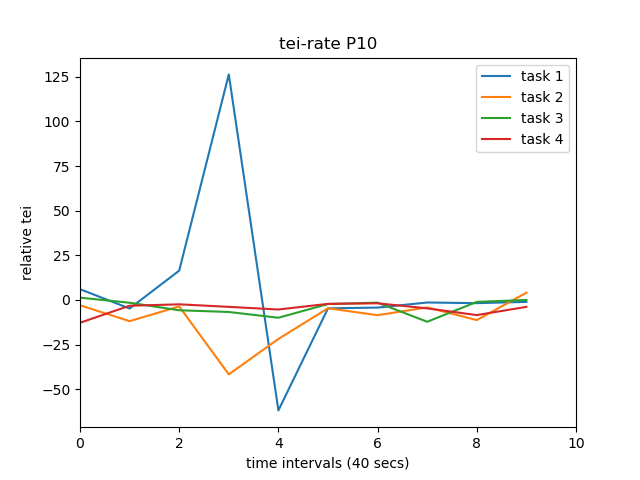 tei-rate P10
task 1
task 2
task 3
task 4
relative tei
125
100
75
50
25
0
−25
−50
0 2 4 6 8 10
time intervals (40 secs)